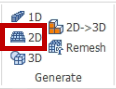 1D
2D
3D
2D->3D
Remesh
Generate